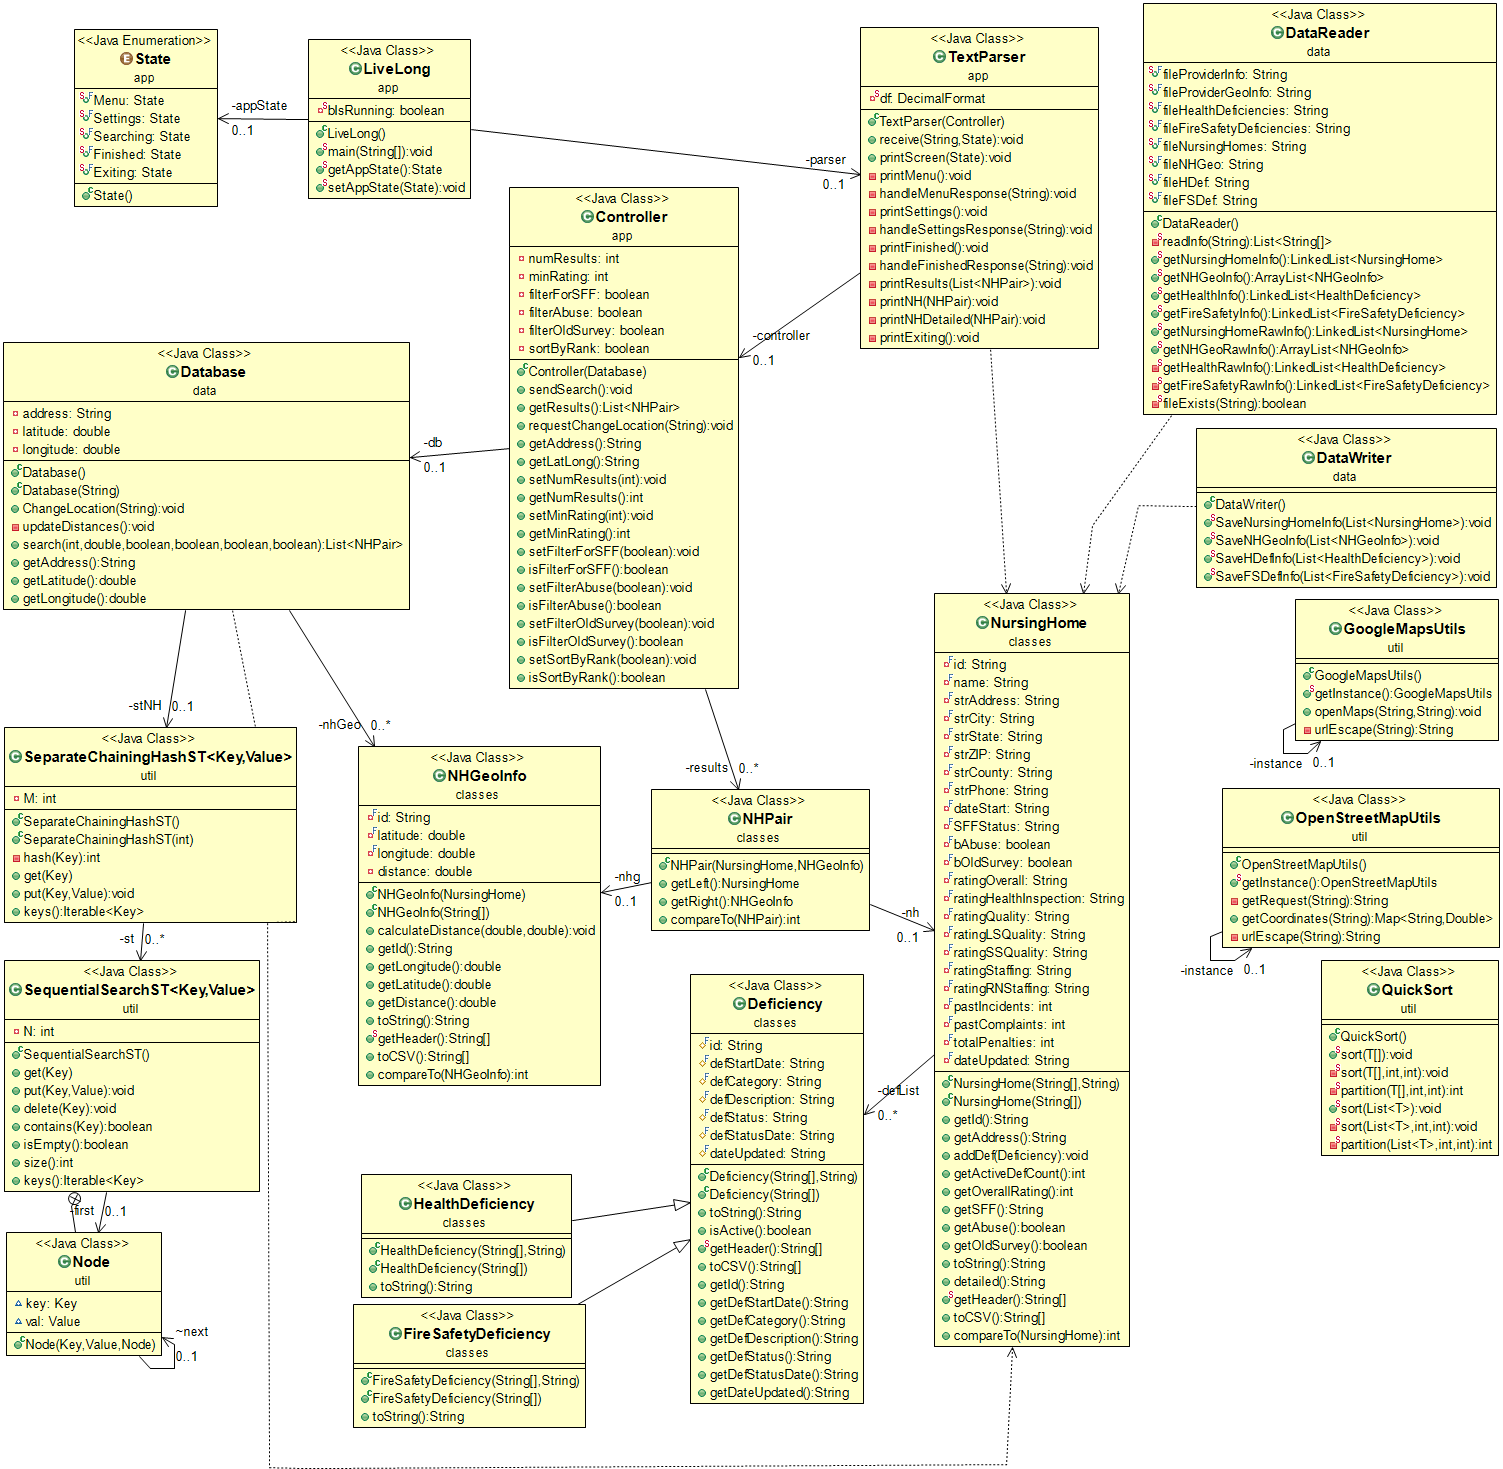 <<Java Enumeration>>
State
app
Menu: State
Settings: State
Searching: State
Finished: State
Exiting: State
State()
-appState
0..1
<<Java Class>>
LiveLong
app
bIsRunning: boolean
LiveLong()
main(String[]):void
getAppState():State
setAppState(State):void
-parser
0..1
<<Java Class>>
TextParser
app
df: DecimalFormat
TextParser(Controller)
receive(String,State):void
printScreen(State):void
printMenu():void
handleMenuResponse(String):void
printSettings():void
handleSettingsResponse(String):void
printFinished():void
handleFinishedResponse(String):void
printResults(List<NHPair>):void
printNH(NHPair):void
printNHDetailed(NHPair):void
printExiting():void
<<Java Class>>
DataReader
data
fileProviderInfo: String
fileProviderGeoInfo: String
fileHealthDeficiencies: String
fileFireSafetyDeficiencies: String
fileNursingHomes: String
fileNHGeo: String
fileHDef: String
fileFSDef: String
DataReader()
readInfo(String):List<String[]>
getNursingHomeInfo():LinkedList<NursingHome>
getNHGeoInfo():ArrayList<NHGeoInfo>
getHealthInfo():LinkedList<HealthDeficiency>
getFireSafetyInfo():LinkedList<FireSafetyDeficiency>
getNursingHomeRawInfo():LinkedList<NursingHome>
getNHGeoRawInfo():ArrayList<NHGeoInfo>
getHealthRawInfo():LinkedList<HealthDeficiency>
getFireSafetyRawInfo():LinkedList<FireSafetyDeficiency>
fileExists(String):boolean
<<Java Class>>
Controller
app
numResults: int
minRating: int
filterForSFF: boolean
filterAbuse: boolean
filterOldSurvey: boolean
sortByRank: boolean
Controller(Database)
sendSearch():void
getResults():List<NHPair>
requestChangeLocation(String):void
getAddress():String
getLatLong():String
setNumResults(int):void
getNumResults():int
setMinRating(int):void
getMinRating():int
setFilterForSFF(boolean):void
isFilterForSFF():boolean
setFilterAbuse(boolean):void
isFilterAbuse():boolean
setFilterOldSurvey(boolean):void
isFilterOldSurvey():boolean
setSortByRank(boolean):void
isSortByRank():boolean
-controller
0..1
<<Java Class>>
Database
data
address: String
latitude: double
longitude: double
Database()
Database(String)
ChangeLocation(String):void
updateDistances():void
search(int,double,boolean,boolean,boolean,boolean):List<NHPair>
getAddress():String
getLatitude():double
getLongitude():double
-db
0..1
<<Java Class>>
DataWriter
data
DataWriter()
SaveNursingHomeInfo(List<NursingHome>):void
SaveNHGeoInfo(List<NHGeoInfo>):void
SaveHDefInfo(List<HealthDeficiency>):void
SaveFSDefInfo(List<FireSafetyDeficiency>):void
<<Java Class>>
NursingHome
classes
id: String
name: String
strAddress: String
strCity: String
strState: String
strZIP: String
strCounty: String
strPhone: String
dateStart: String
SFFStatus: String
bAbuse: boolean
bOldSurvey: boolean
ratingOverall: String
ratingHealthInspection: String
ratingQuality: String
ratingLSQuality: String
ratingSSQuality: String
ratingStaffing: String
ratingRNStaffing: String
pastIncidents: int
pastComplaints: int
totalPenalties: int
dateUpdated: String
NursingHome(String[],String)
NursingHome(String[])
getId():String
getAddress():String
addDef(Deficiency):void
getActiveDefCount():int
getOverallRating():int
getSFF():String
getAbuse():boolean
getOldSurvey():boolean
toString():String
detailed():String
getHeader():String[]
toCSV():String[]
compareTo(NursingHome):int
<<Java Class>>
GoogleMapsUtils
util
GoogleMapsUtils()
getInstance():GoogleMapsUtils
openMaps(String,String):void
urlEscape(String):String
-instance
0..1
-stNH
0..1
-nhGeo
0..*
-results
0..*
<<Java Class>>
SeparateChainingHashST<Key,Value>
util
M: int
SeparateChainingHashST()
SeparateChainingHashST(int)
hash(Key):int
get(Key)
put(Key,Value):void
keys():Iterable<Key>
<<Java Class>>
NHGeoInfo
classes
id: String
latitude: double
longitude: double
distance: double
NHGeoInfo(NursingHome)
NHGeoInfo(String[])
calculateDistance(double,double):void
getId():String
getLongitude():double
getLatitude():double
getDistance():double
toString():String
getHeader():String[]
toCSV():String[]
compareTo(NHGeoInfo):int
<<Java Class>>
NHPair
classes
NHPair(NursingHome,NHGeoInfo)
getLeft():NursingHome
getRight():NHGeoInfo
compareTo(NHPair):int
-nhg
0..1
-nh
0..1
<<Java Class>>
OpenStreetMapUtils
util
OpenStreetMapUtils()
getInstance():OpenStreetMapUtils
getRequest(String):String
getCoordinates(String):Map<String,Double>
urlEscape(String):String
-instance
0..1
-st
0..*
<<Java Class>>
SequentialSearchST<Key,Value>
util
N: int
SequentialSearchST()
get(Key)
put(Key,Value):void
delete(Key):void
contains(Key):boolean
isEmpty():boolean
size():int
keys():Iterable<Key>
<<Java Class>>
Deficiency
classes
id: String
defStartDate: String
defCategory: String
defDescription: String
defStatus: String
defStatusDate: String
dateUpdated: String
Deficiency(String[],String)
Deficiency(String[])
toString():String
isActive():boolean
getHeader():String[]
toCSV():String[]
getId():String
getDefStartDate():String
getDefCategory():String
getDefDescription():String
getDefStatus():String
getDefStatusDate():String
getDateUpdated():String
-defList
0..*
<<Java Class>>
QuickSort
util
QuickSort()
sort(T[]):void
sort(T[],int,int):void
partition(T[],int,int):int
sort(List<T>):void
sort(List<T>,int,int):void
partition(List<T>,int,int):int
<<Java Class>>
HealthDeficiency
classes
HealthDeficiency(String[],String)
HealthDeficiency(String[])
toString():String
-first
0..1
<<Java Class>>
Node
util
key: Key
val: Value
Node(Key,Value,Node)
~next
0..1
<<Java Class>>
FireSafetyDeficiency
classes
FireSafetyDeficiency(String[],String)
FireSafetyDeficiency(String[])
toString():String